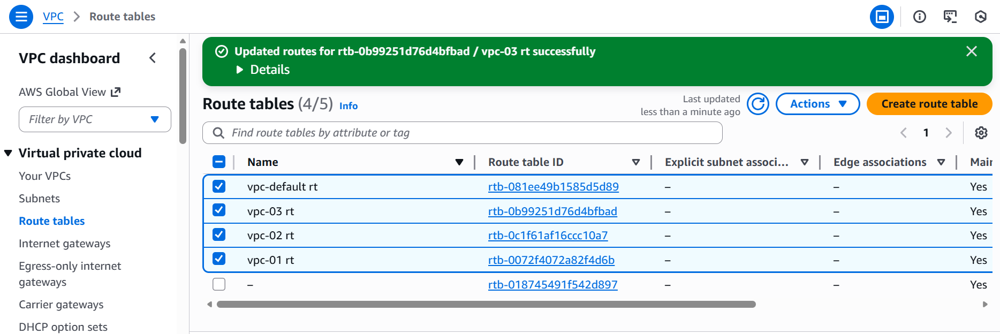 VPC > Route tables
VPC dashboard
AWS Global View
Filter by VPC
Virtual private cloud
Your VPCs
Subnets
Route tables
Internet gateways
Egress-only internet
gateways
Carrier gateways
DHCP option sets
Updated routes for rtb-0b99251d76d4bfbad / vpc-03 rt successfully
Details
Route tables (4/5) Info
Last updated
less than a minute ago
Actions
Create route table
Find route tables by attribute or tag
1
Name Route table ID Explicit subnet associ... Edge associations Main
vpc-default rt rtb-081ee49b1585d5d89 – – Yes
vpc-03 rt rtb-0b99251d76d4bfbad – – Yes
vpc-02 rt rtb-0c1f61af16ccc10a7 – – Yes
vpc-01 rt rtb-0072f4072a82f4d6b – – Yes
– rtb-018745491f542d897 – – Yes